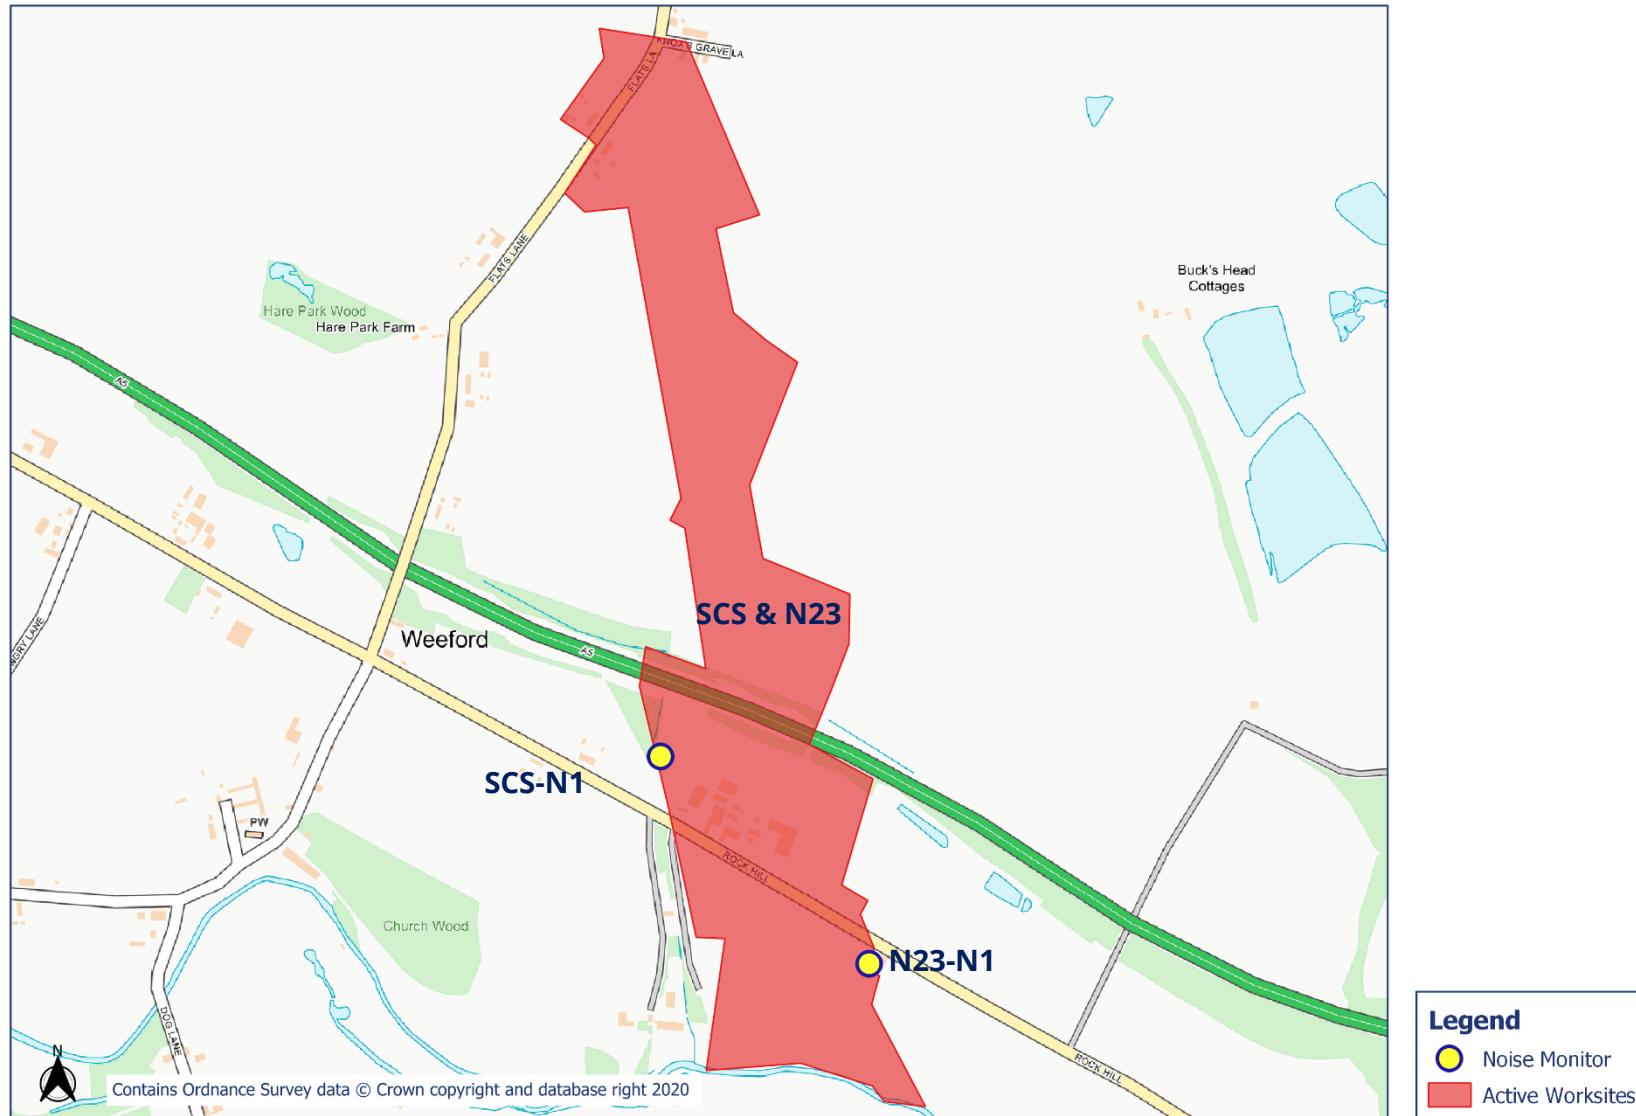 KNOX'S GRAVE LA
FLATS LA
FLATS LANE
Buck's Head
Cottages
Hare Park Wood
Hare Park Farm
A5
SCS & N23
NGRY LANE
Weeford
A5
SCS-N1
PW
ROCK HILL
Church Wood
N23-N1
DOG LANE
ROCK HILL
N
Contains Ordnance Survey data © Crown copyright and database right 2020
Legend
Noise Monitor
Active Worksites